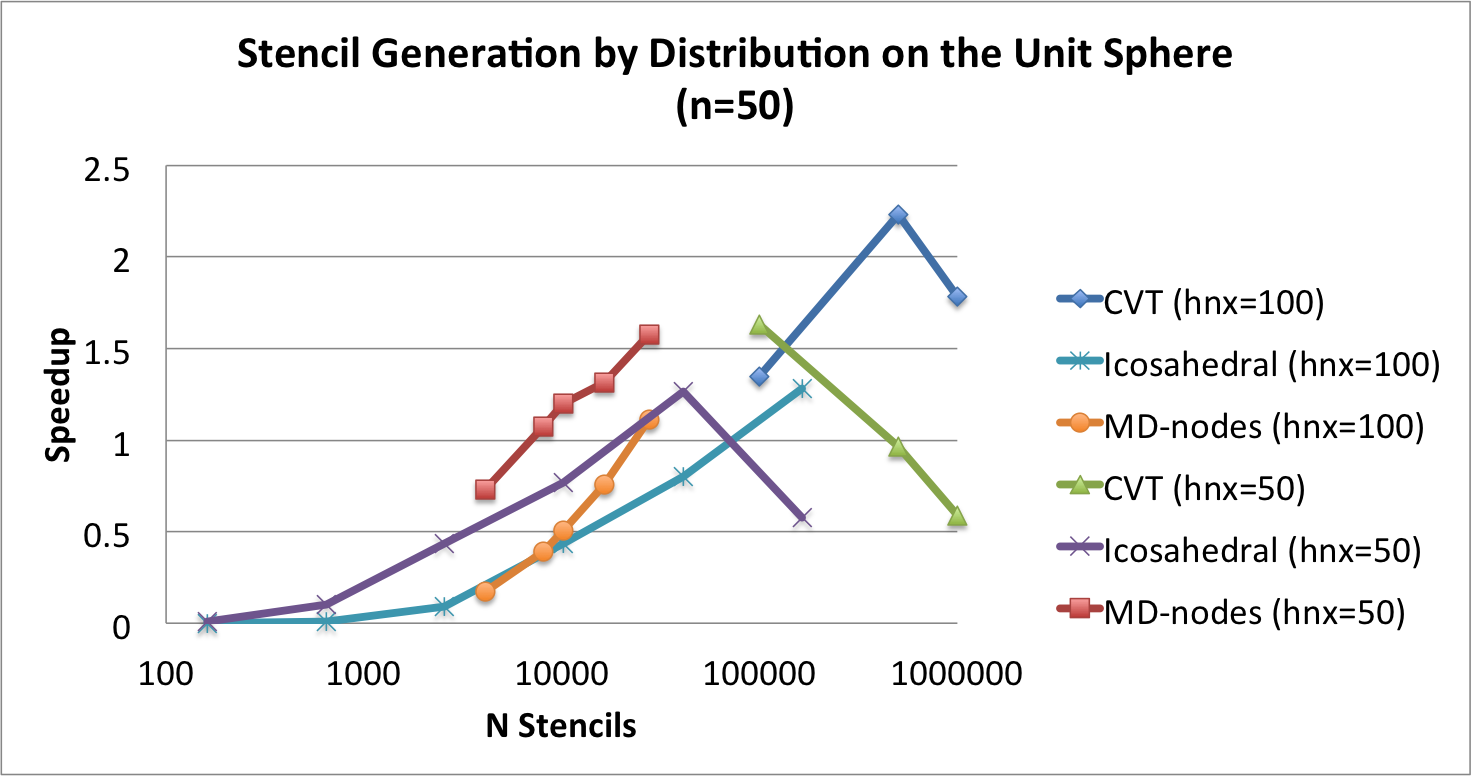 Stencil Generation by Distribution on the Unit Sphere
(n=50)
2.5
2
1.5
1
0.5
0
Speedup
100
1000
10000
100000
1000000
N Stencils
CVT (hnx=100)
Icosahedral (hnx=100)
MD-nodes (hnx=100)
CVT (hnx=50)
Icosahedral (hnx=50)
MD-nodes (hnx=50)